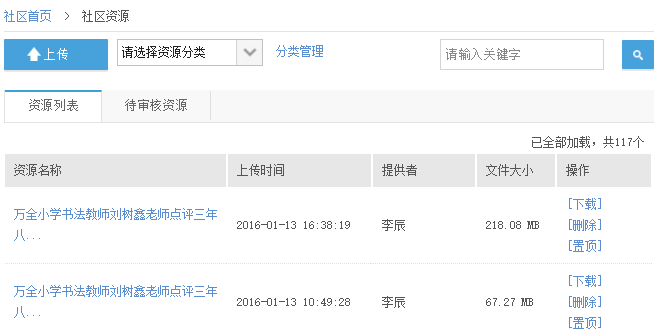 社区首页 > 社区资源
上传 请选择资源分类 分类管理 请输入关键字
资源列表 待审核资源
已全部加载，共117个
资源名称 上传时间 提供者 文件大小 操作
万全小学书法教师刘树鑫老师点评三年
八...
2016-01-13 16:38:19 李辰 218.08 MB
[下载]
[删除]
[置顶]
万全小学书法教师刘树鑫老师点评三年
八...
2016-01-13 10:49:28 李辰 67.27 MB
[下载]
[删除]
[置顶]